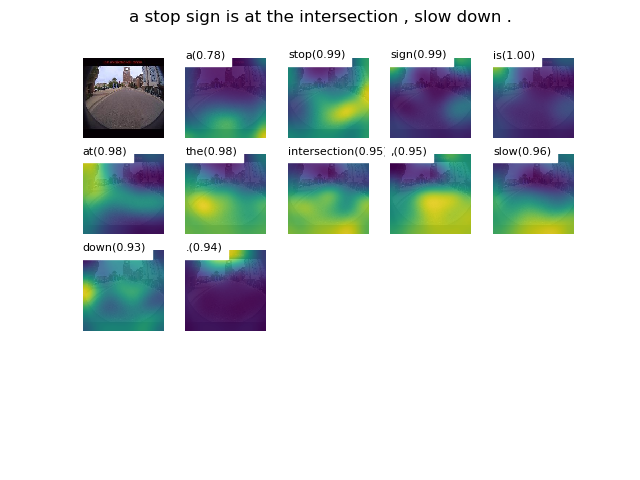 a stop sign is at the intersection , slow down .
a(0.78)
stop(0.99)
sign(0.99)
is(1.00)
at(0.98)
the(0.98)
intersection(0.95)
,(0.95)
slow(0.96)
down(0.93)
.(0.94)